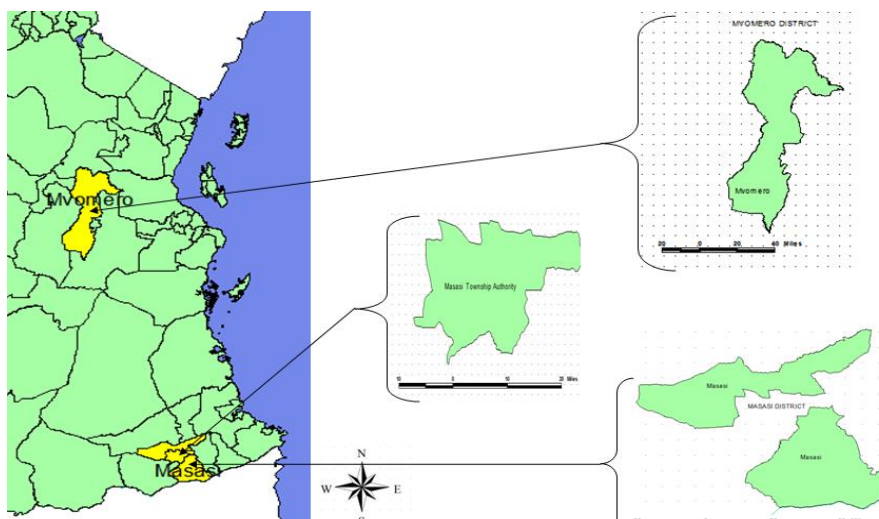 MVOMERO DISTRICT
Mvomero
Mvomero
20 0 20 40 Miles
Masasi Township Authority
10 0 10 20 Miles
Masasi
MASASI DISTRICT
Masasi
Masasi
N
W E